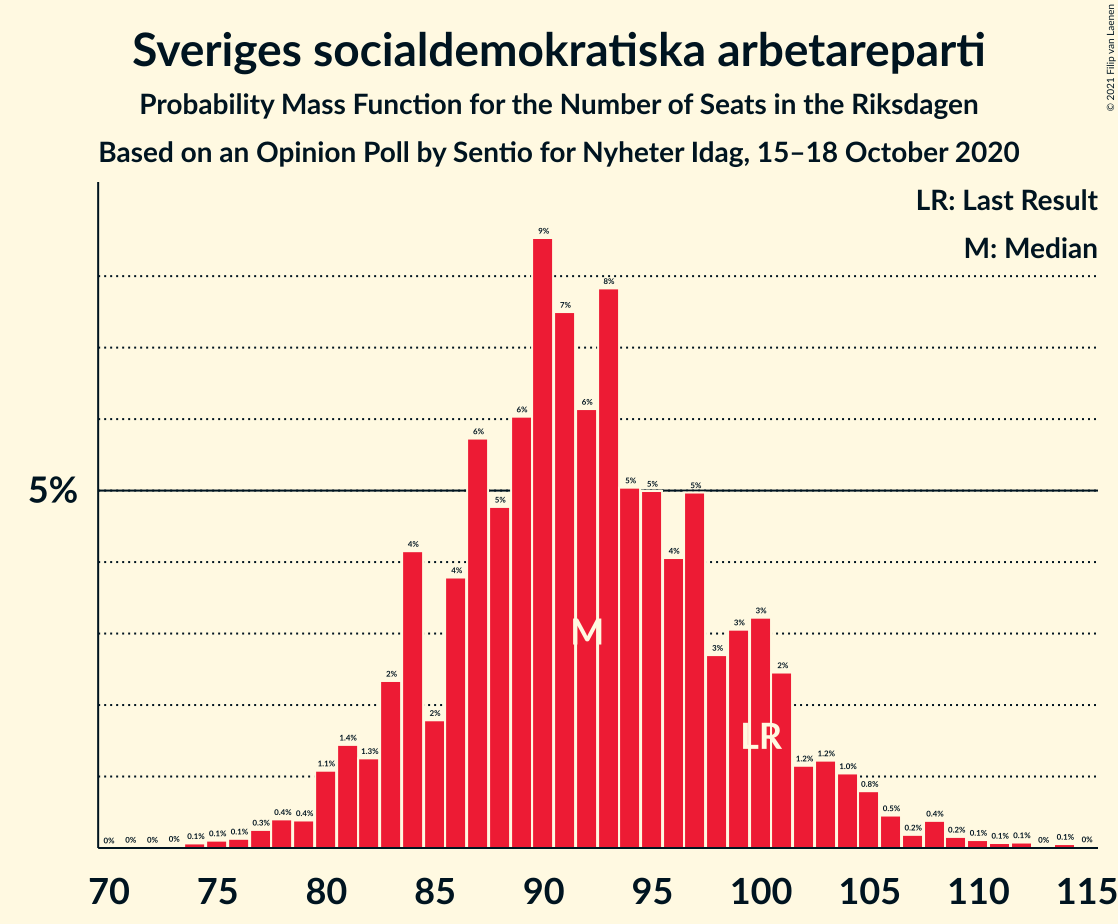 Sveriges socialdemokratiska arbetareparti
Probability Mass Function for the Number of Seats in the Riksdagen
Based on an Opinion Poll by Sentio for Nyheter Idag, 15–18 October 2020
© 2021 Filip van Laenen
LR: Last Result
M: Median
5%
0% 0% 0% 0% 0.1% 0.1% 0.1% 0.3% 0.4% 0.4% 1.1% 1.4% 1.3% 2% 4% 2% 4% 6% 5% 6% 9% 7% 6% 8% 5% 5% 4% 5% 3% 3% 3% 2% 1.2% 1.2% 1.0% 0.8% 0.5% 0.2% 0.4% 0.2% 0.1% 0.1% 0.1% 0% 0.1% 0%
M
LR
70 75 80 85 90 95 100 105 110 115